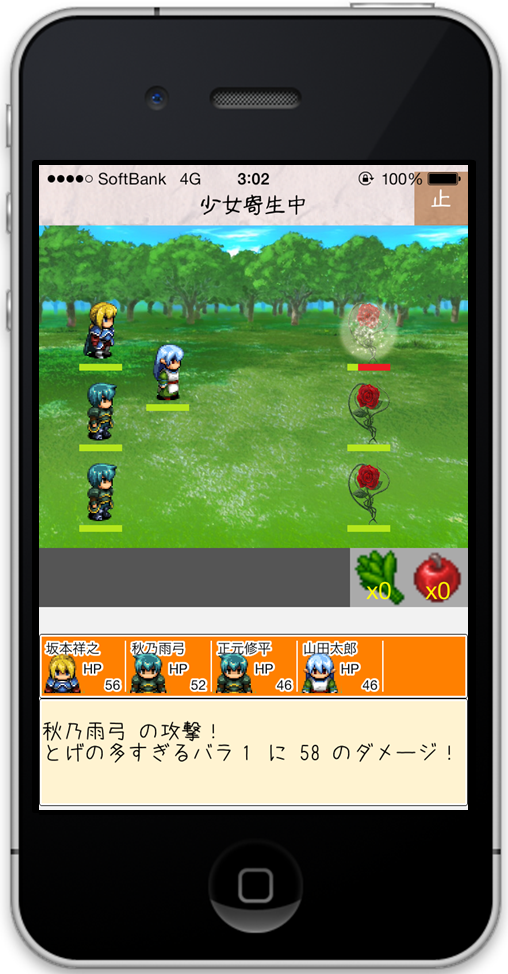 SoftBank 4G 3:02 100%
少女寄生中
止
x0 x0
坂本祥之 秋乃雨弓 正元修平 山田太郎
HP HP HP HP
56 52 46 46
秋乃雨弓 の攻撃！
とげの多すぎるバラ１ に 58 のダメージ！